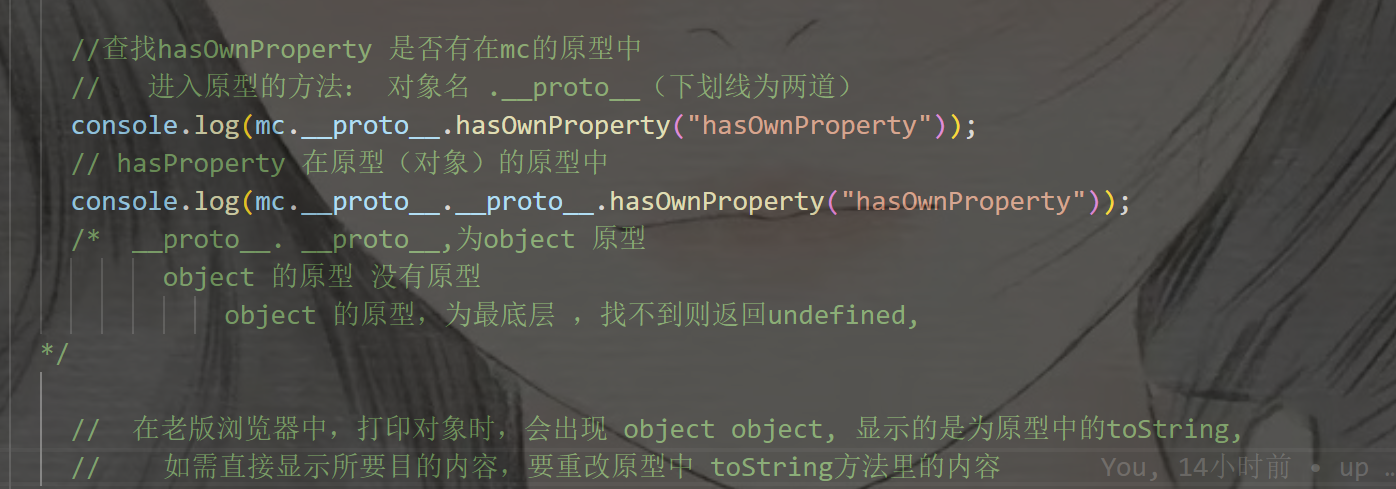 //查找hasOwnProperty 是否有在mc的原型中
//   进入原型的方法： 对象名 .__proto__（下划线为两道）
console.log(mc.__proto__.hasOwnProperty("hasOwnProperty"));
// hasProperty 在原型（对象）的原型中
console.log(mc.__proto__.__proto__.hasOwnProperty("hasOwnProperty"));
/*  __proto__. __proto__,为object 原型
object 的原型 没有原型
object 的原型，为最底层 ，找不到则返回undefined,
*/
//  在老版浏览器中，打印对象时，会出现 object object, 显示的是为原型中的toString,
//    如需直接显示所要目的内容，要重改原型中 toString方法里的内容 You, 14小时前 • up …